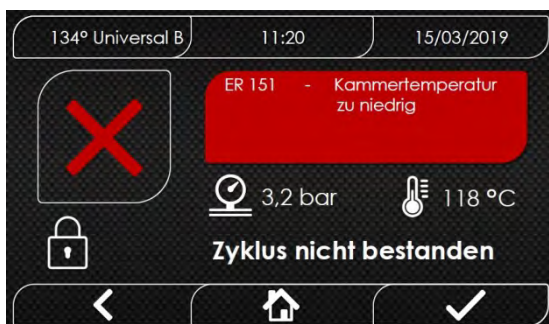 134° Universal B 11:20 15/03/2019
ER 151 - Kammertemperatur
zu niedrig
3,2 bar 118 °C
Zyklus nicht bestanden